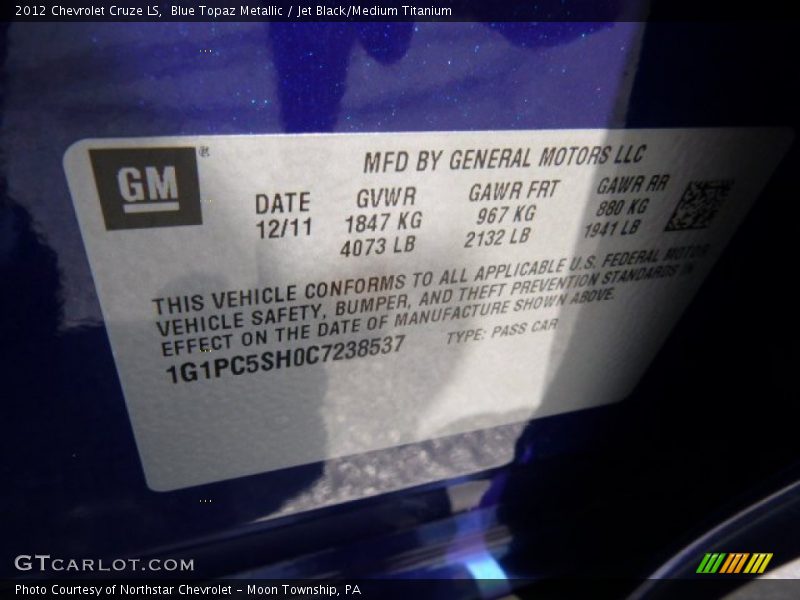 2012 Chevrolet Cruze LS,  Blue Topaz Metallic / Jet Black/Medium Titanium
GM®
MFD BY GENERAL MOTORS LLC
DATE GVWR GAWR FRT GAWR RR
12/11 1847 KG 967 KG 880 KG
4073 LB 2132 LB 1941 LB
THIS VEHICLE CONFORMS TO ALL APPLICABLE U.S. FEDERAL MOTOR
VEHICLE SAFETY, BUMPER, AND THEFT PREVENTION STANDARDS IN
EFFECT ON THE DATE OF MANUFACTURE SHOWN ABOVE.
1G1PC5SH0C7238537 TYPE: PASS CAR
GTCARLOT.COM
Photo Courtesy of Northstar Chevrolet - Moon Township, PA